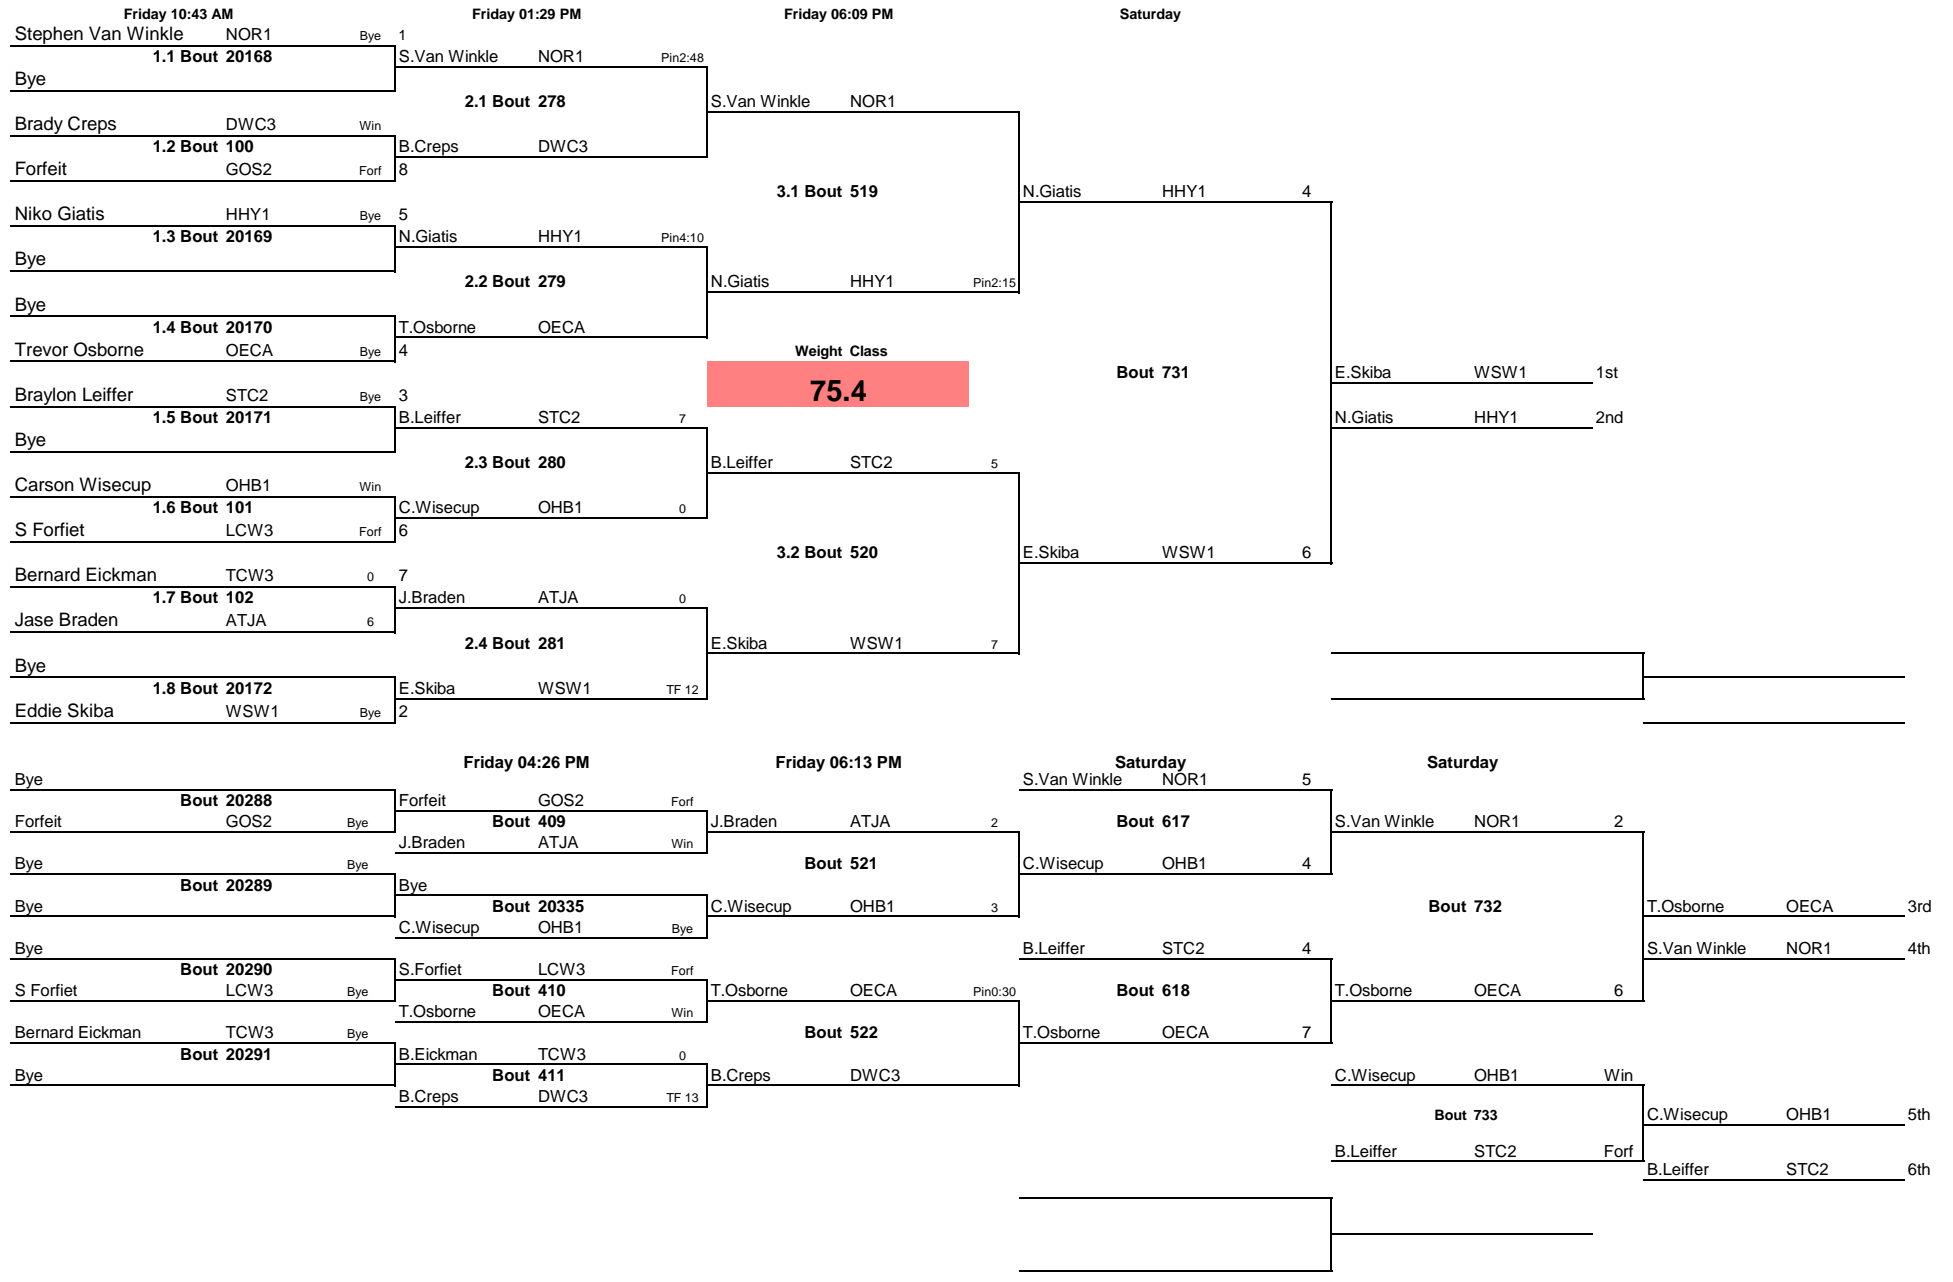 Friday 10:43 AM Friday 01:29 PM Friday 06:09 PM Saturday
Stephen Van Winkle NOR1 Bye 1
1.1 Bout 20168 S.Van Winkle NOR1 Pin2:48
Bye
2.1 Bout 278 S.Van Winkle NOR1
Brady Creps DWC3 Win
1.2 Bout 100 B.Creps DWC3
Forfeit GOS2 Forf 8
3.1 Bout 519 N.Giatis HHY1 4
Niko Giatis HHY1 Bye 5
1.3 Bout 20169 N.Giatis HHY1 Pin4:10
Bye
2.2 Bout 279 N.Giatis HHY1 Pin2:15
Bye
1.4 Bout 20170 T.Osborne OECA
Trevor Osborne OECA Bye 4 Weight Class
Bout 731 E.Skiba WSW1 1st
Braylon Leiffer STC2 Bye 3 75.4
1.5 Bout 20171 B.Leiffer STC2 7 N.Giatis HHY1 2nd
Bye
2.3 Bout 280 B.Leiffer STC2 5
Carson Wisecup OHB1 Win
1.6 Bout 101 C.Wisecup OHB1 0
S Forfiet LCW3 Forf 6
3.2 Bout 520 E.Skiba WSW1 6
Bernard Eickman TCW3 0 7
1.7 Bout 102 J.Braden ATJA 0
Jase Braden ATJA 6
2.4 Bout 281 E.Skiba WSW1 7
Bye
1.8 Bout 20172 E.Skiba WSW1 TF 12
Eddie Skiba WSW1 Bye 2
Friday 04:26 PM Friday 06:13 PM Saturday Saturday
Bye S.Van Winkle NOR1 5
Bout 20288 Forfeit GOS2 Forf
Forfeit GOS2 Bye Bout 409 J.Braden ATJA 2 Bout 617 S.Van Winkle NOR1 2
J.Braden ATJA Win
Bye Bye Bout 521 C.Wisecup OHB1 4
Bout 20289 Bye
Bye Bout 20335 C.Wisecup OHB1 3 Bout 732 T.Osborne OECA 3rd
C.Wisecup OHB1 Bye
Bye B.Leiffer STC2 4 S.Van Winkle NOR1 4th
Bout 20290 S.Forfiet LCW3 Forf
S Forfiet LCW3 Bye Bout 410 T.Osborne OECA Pin0:30 Bout 618 T.Osborne OECA 6
T.Osborne OECA Win
Bernard Eickman TCW3 Bye Bout 522 T.Osborne OECA 7
Bout 20291 B.Eickman TCW3 0
Bye Bout 411 B.Creps DWC3 C.Wisecup OHB1 Win
B.Creps DWC3 TF 13
Bout 733 C.Wisecup OHB1 5th
B.Leiffer STC2 Forf
B.Leiffer STC2 6th